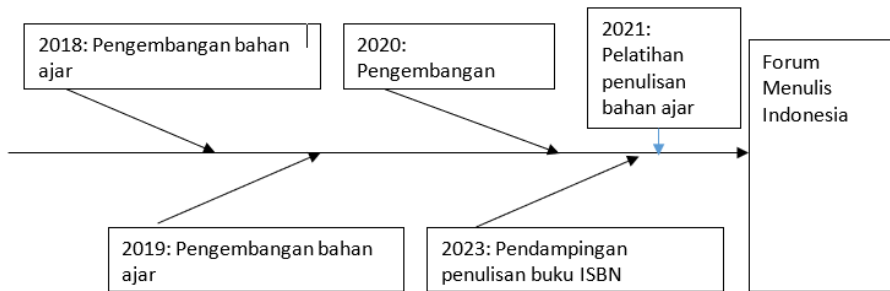 2018: Pengembangan bahan
ajar
2020:
Pengembangan
2021:
Pelatihan
penulisan
bahan ajar
Forum
Menulis
Indonesia
2019: Pengembangan bahan
ajar
2023: Pendampingan
penulisan buku ISBN